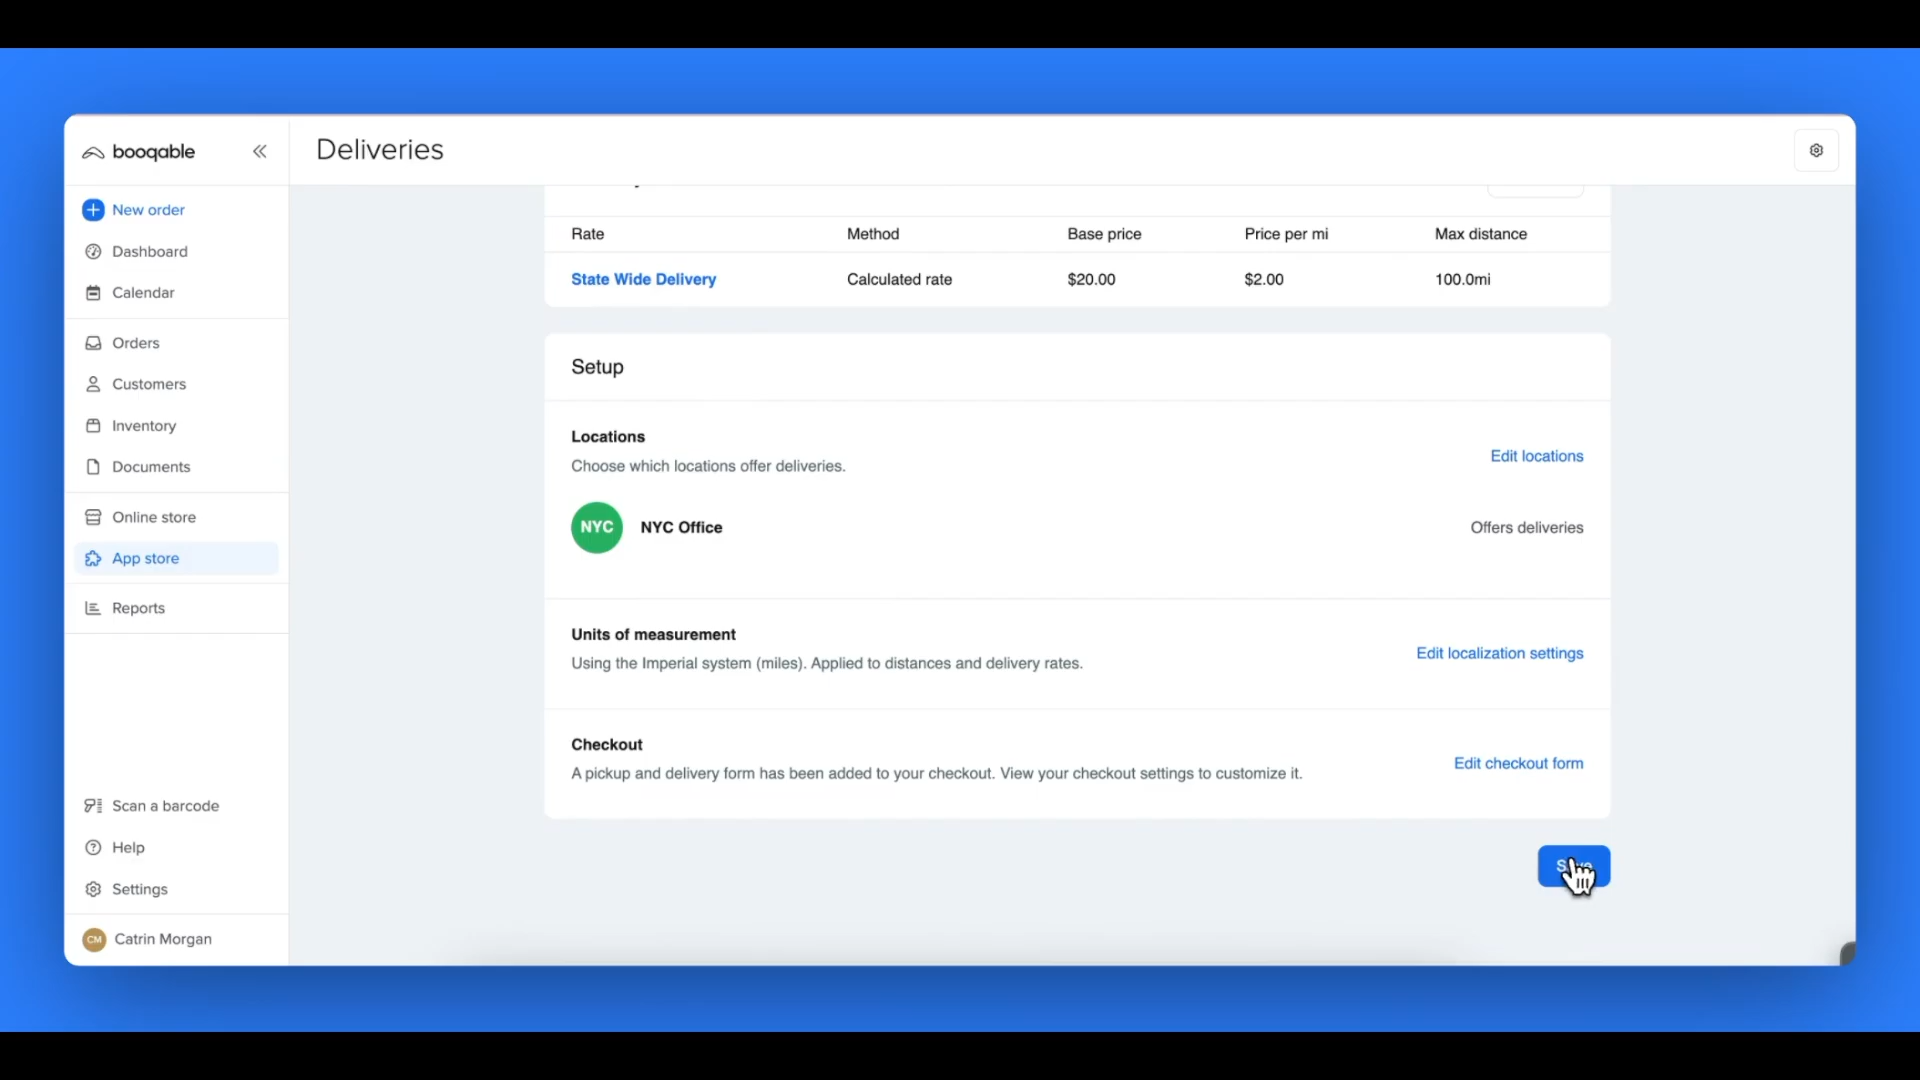 booqable
Deliveries
New order
Dashboard
Calendar
Orders
Customers
Inventory
Documents
Online store
App store
Reports
Scan a barcode
Help
Settings
CM Catrin Morgan
Rate Method Base price Price per mi Max distance
State Wide Delivery Calculated rate $20.00 $2.00 100.0mi
Setup
Locations
Choose which locations offer deliveries.
Edit locations
NYC NYC Office Offers deliveries
Units of measurement
Using the Imperial system (miles). Applied to distances and delivery rates.
Edit localization settings
Checkout
A pickup and delivery form has been added to your checkout. View your checkout settings to customize it.
Edit checkout form